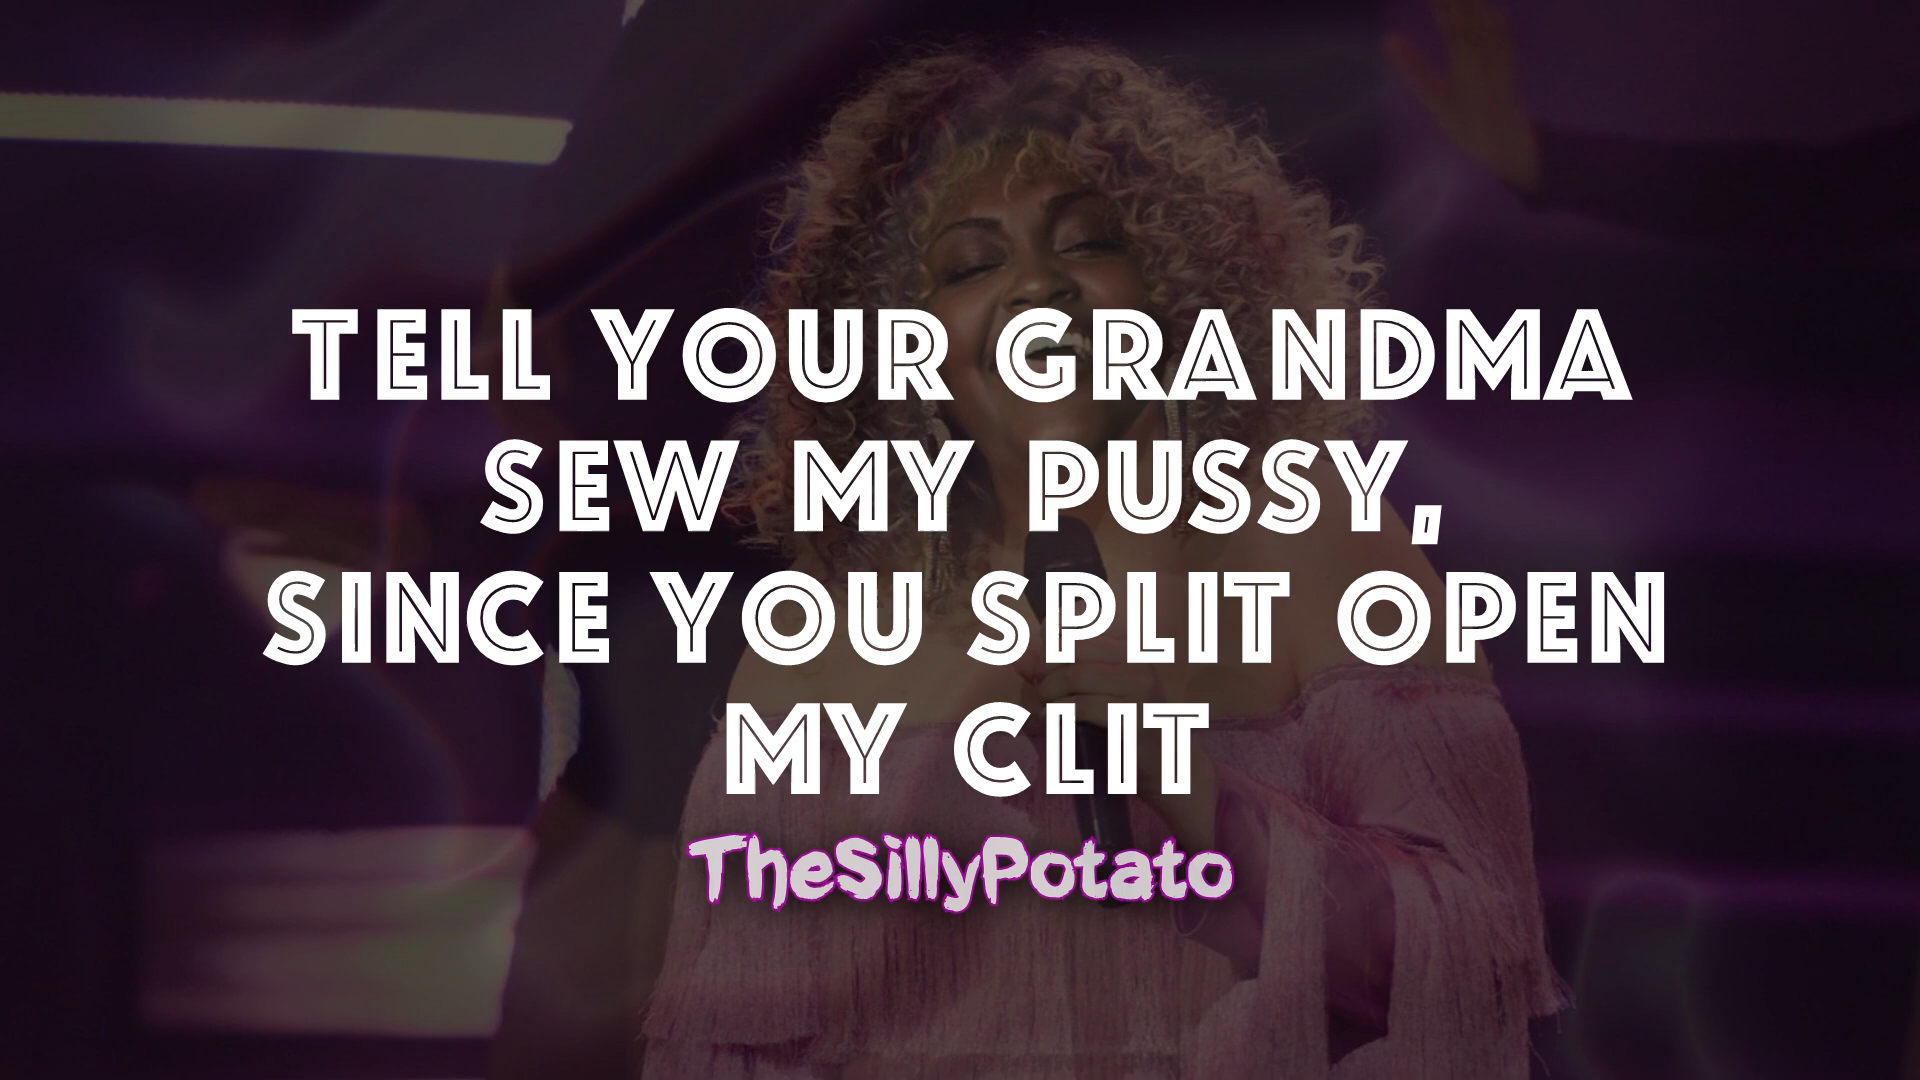 TELL YOUR GRANDMA
SEW MY PUSSY,
SINCE YOU SPLIT OPEN
MY CLIT
TheSillyPotato